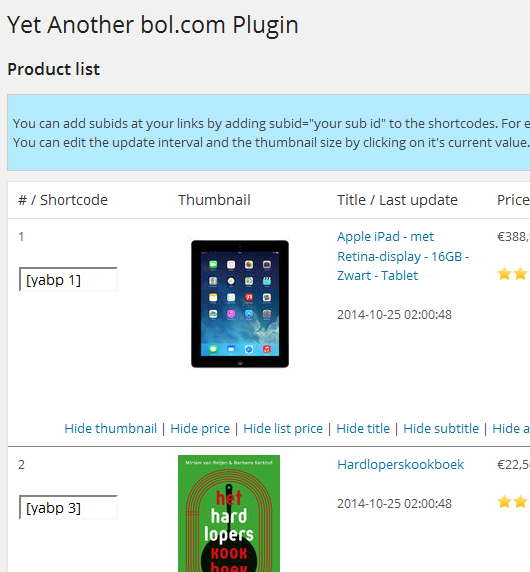 Yet Another bol.com Plugin
Product list
You can add subids at your links by adding subid="your sub id" to the shortcodes. For e
You can edit the update interval and the thumbnail size by clicking on it's current value.
# / Shortcode Thumbnail Title / Last update Price
1 Apple iPad - met €388,
Retina-display - 16GB -
[yabp 1] Zwart - Tablet
2014-10-25 02:00:48
Hide thumbnail | Hide price | Hide list price | Hide title | Hide subtitle | Hide a
2 Miriam van Reijen & Barbara Kerkhof Hardloperskookboek €22,5
[yabp 3] het 2014-10-25 02:00:48
hard
lopers
kook
boek